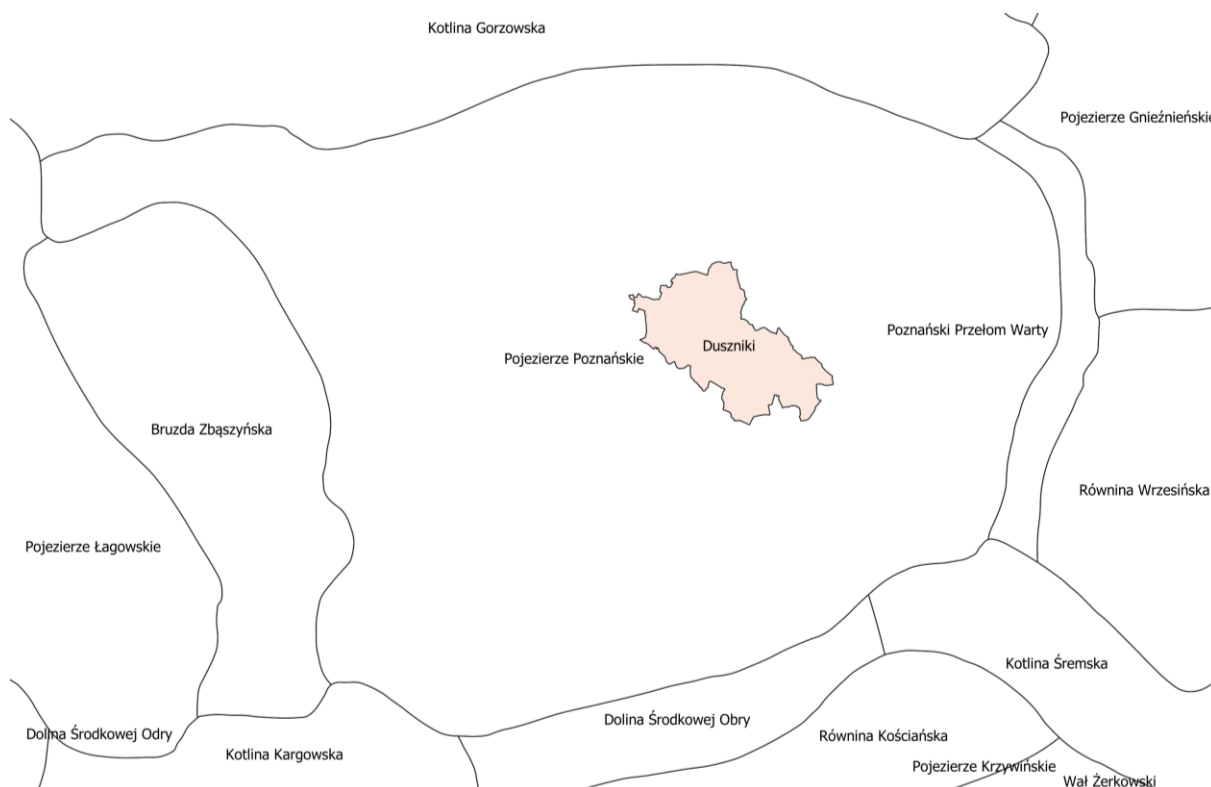 Kotlina Gorzowska
Pojezierze Gnieźnieńskie
Poznański Przełom Warty
Duszniki
Pojezierze Poznańskie
Bruzda Zbąszyńska
Równina Wrzesińska
Pojezierze Łagowskie
Kotlina Śremska
Dolina Środkowej Obry
Dolina Środkowej Odry
Równina Kościańska
Kotlina Kargowska
Pojezierze Krzywińskie
Wał Żerkowski